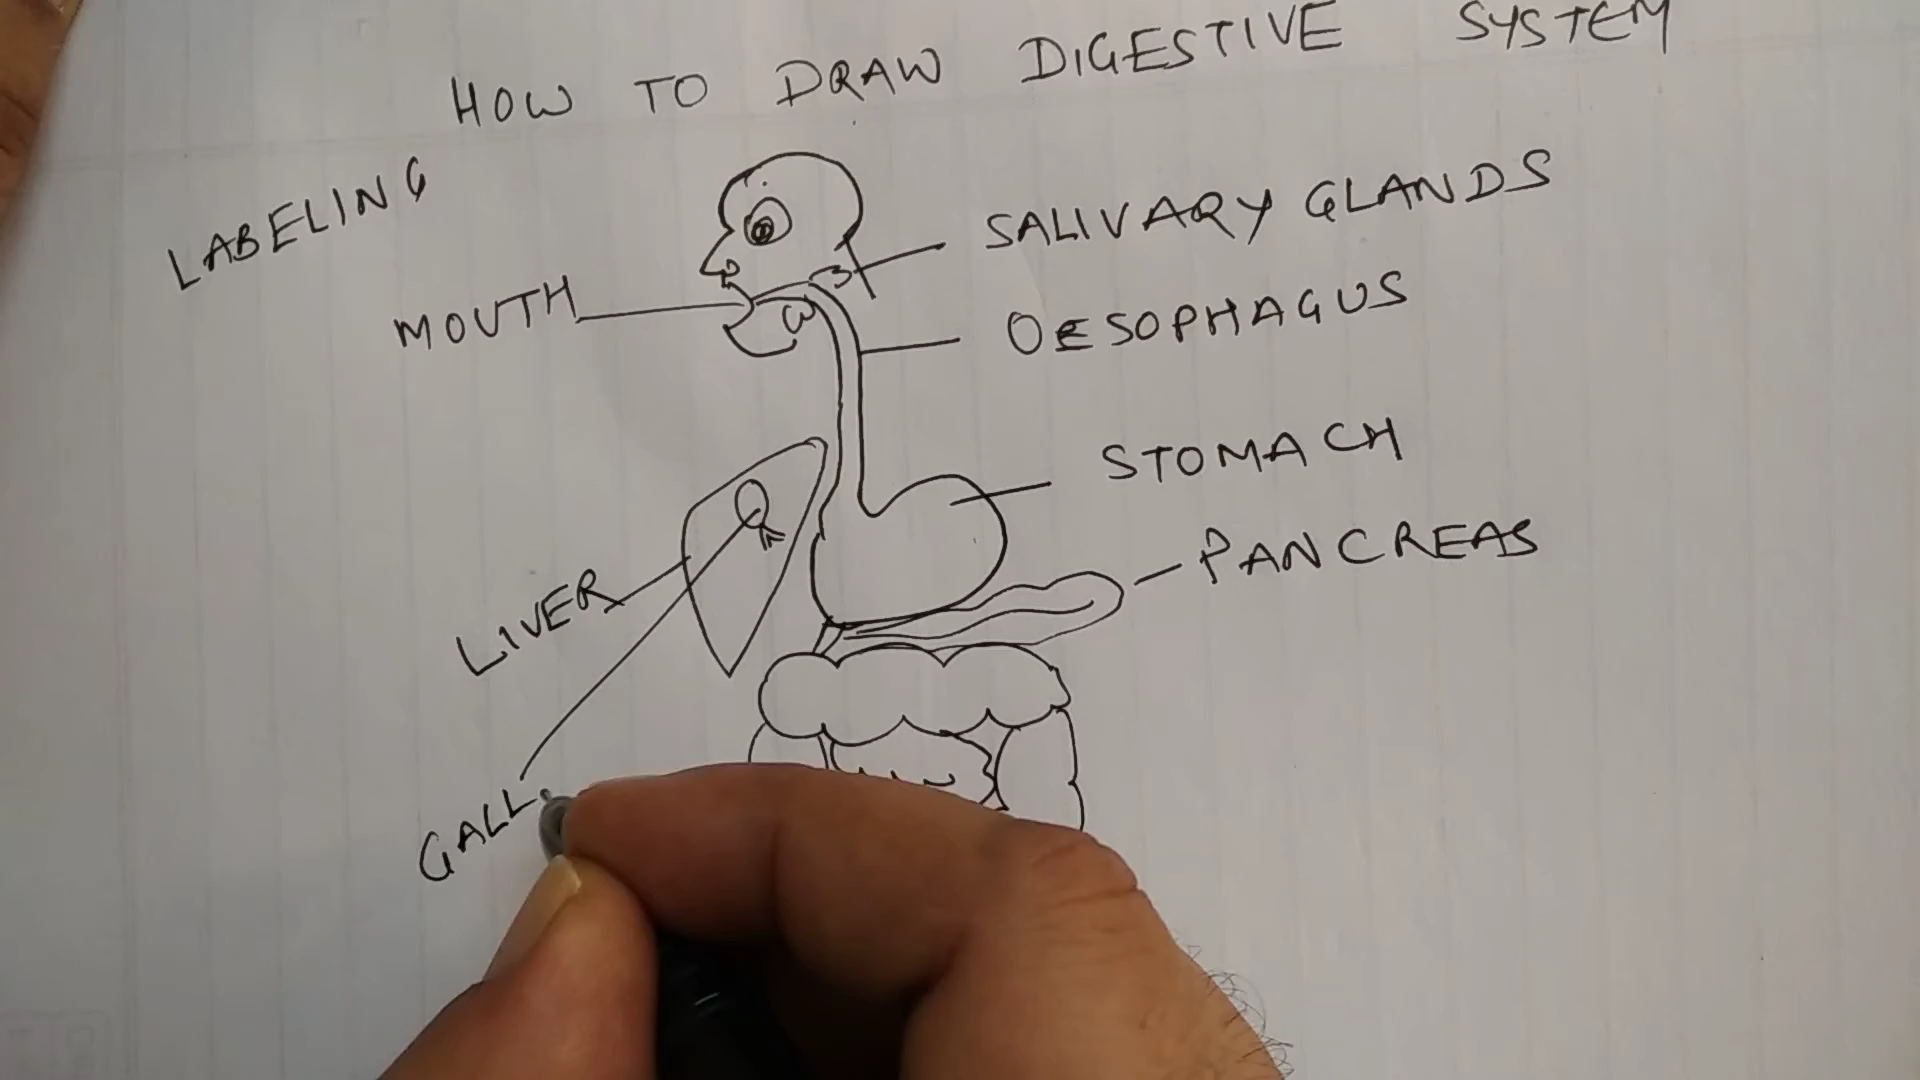 HOW TO DRAW DIGESTIVE SYSTEM
LABELING
SALIVARY GLANDS
MOUTH
OESOPHAGUS
STOMACH
PANCREAS
LIVER
GALL